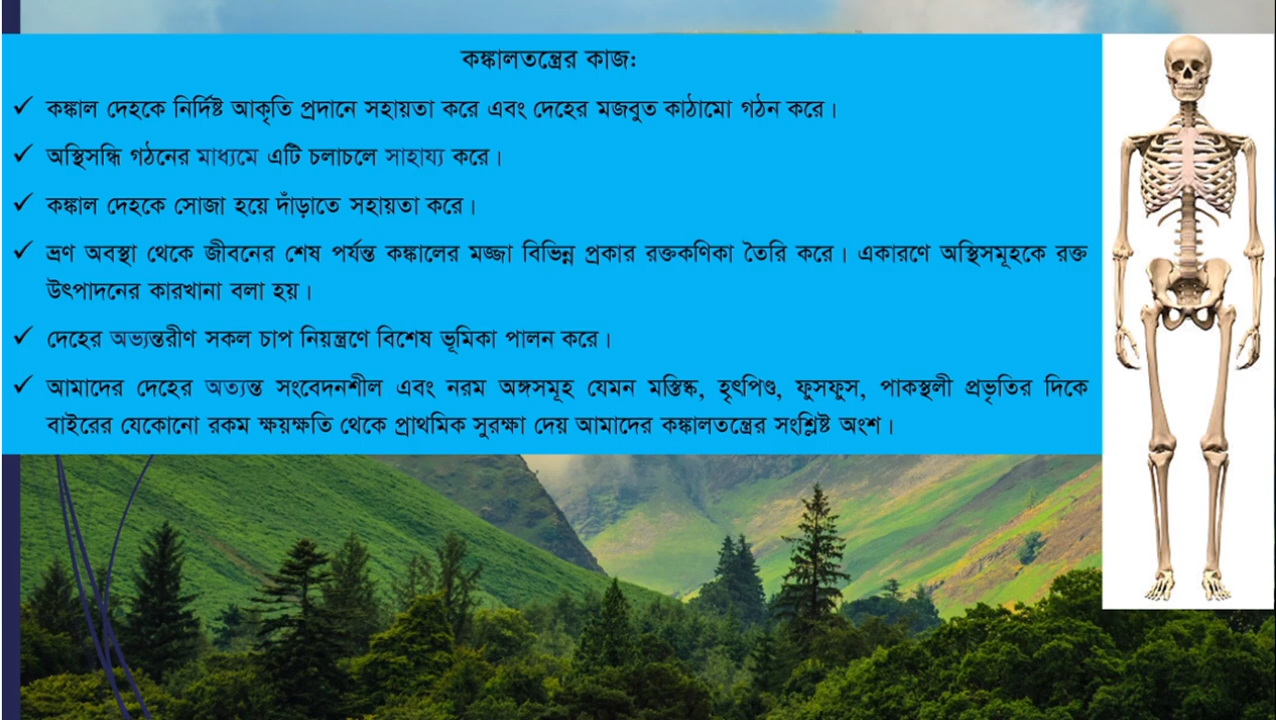 কঙ্কালতন্ত্রের কাজ:
✓ কঙ্কাল দেহকে নির্দিষ্ট আকৃতি প্রদানে সহায়তা করে এবং দেহের মজবুত কাঠামো গঠন করে।
✓ অস্থিসন্ধি গঠনের মাধ্যমে এটি চলাচলে সাহায্য করে।
✓ কঙ্কাল দেহকে সোজা হয়ে দাঁড়াতে সহায়তা করে।
✓ ভ্রণ অবস্থা থেকে জীবনের শেষ পর্যন্ত কঙ্কালের মজ্জা বিভিন্ন প্রকার রক্তকণিকা তৈরি করে। একারণে অস্থিসমূহকে রক্ত
উৎপাদনের কারখানা বলা হয়।
✓ দেহের অভ্যন্তরীণ সকল চাপ নিয়ন্ত্রণে বিশেষ ভূমিকা পালন করে।
✓ আমাদের দেহের অত্যন্ত সংবেদনশীল এবং নরম অঙ্গসমূহ যেমন মস্তিষ্ক, হৃৎপিণ্ড, ফুসফুস, পাকস্থলী প্রভৃতির দিকে
বাইরের যেকোনো রকম ক্ষয়ক্ষতি থেকে প্রাথমিক সুরক্ষা দেয় আমাদের কঙ্কালতন্ত্রের সংশ্লিষ্ট অংশ।